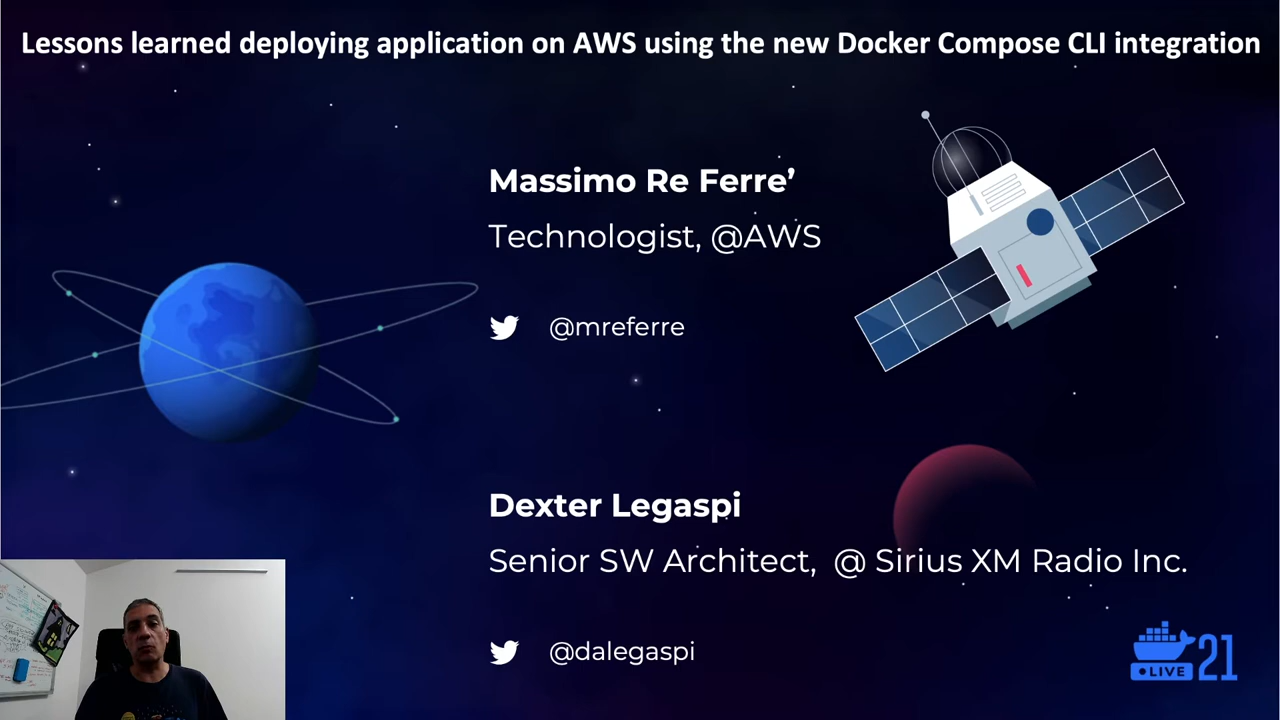 Lessons learned deploying application on AWS using the new Docker Compose CLI integration
Massimo Re Ferre’
Technologist, @AWS
@mreferre
Dexter Legaspi
Senior SW Architect,  @ Sirius XM Radio Inc.
@dalegaspi
LIVE 21